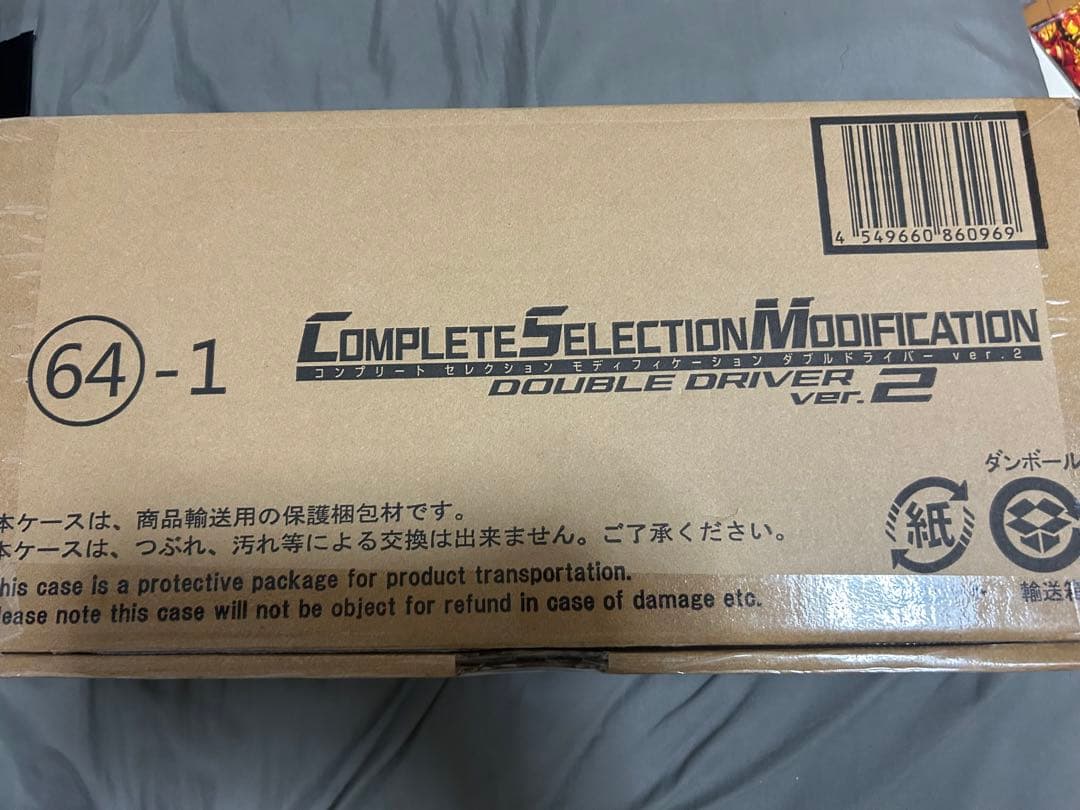 4 549660 860969
64-1
COMPLETE SELECTION MODIFICATION
コンプリート セレクション モディフィケーション ダブルドライバー ver.2
DOUBLE DRIVER
ver.2
ダンボール
本ケースは、商品輸送用の保護梱包材です。
本ケースは、つぶれ、汚れ等による交換は出来ません。ご了承ください。
紙
his case is a protective package for product transportation.
lease note this case will not be object for refund in case of damage etc.
輸送箱